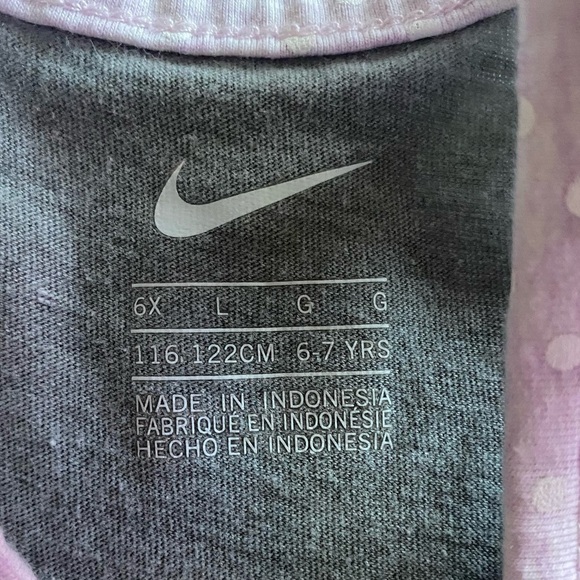 6X L G G
116-122CM 6-7 YRS
MADE IN INDONESIA
FABRIQUÉ EN INDONÉSIE
HECHO EN INDONESIA